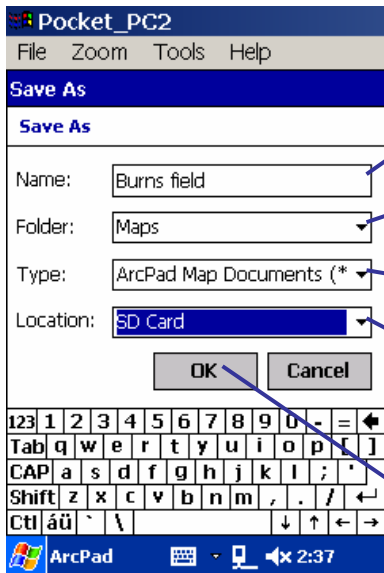 Pocket_PC2
File Zoom Tools Help
Save As
Save As
Name: Burns field
Folder: Maps
Type: ArcPad Map Documents (*
Location: SD Card
OK Cancel
123 1 2 3 4 5 6 7 8 9 0 - =
Tab q w e r t y u i o p [ ]
CAP a s d f g h j k l ; '
Shift z x c v b n m , . /
Ctl áü ` \
ArcPad 2:37